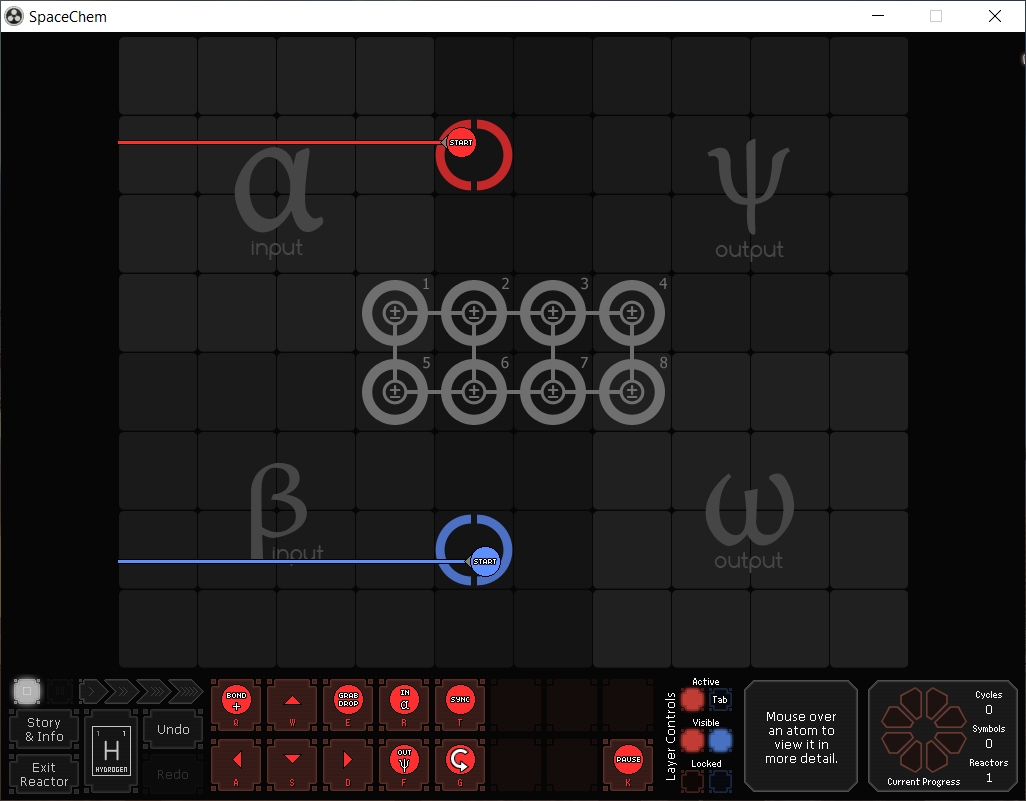 SpaceChem
START
α
input
ψ
output
1
2
3
4
±
±
±
±
5
6
7
8
±
±
±
±
β
input
ω
output
START
Story
& Info
Exit
Reactor
1 1
H
HYDROGEN
Undo
Redo
BOND
+
Q
W
GRAB
DROP
E
IN
α
R
SYNC
T
A
S
D
OUT
ψ
F
G
PAUSE
K
Layer Controls
Active
Tab
Visible
Locked
Mouse over
an atom to
view it in
more detail.
Cycles
0
Symbols
0
Reactors
1
Current Progress